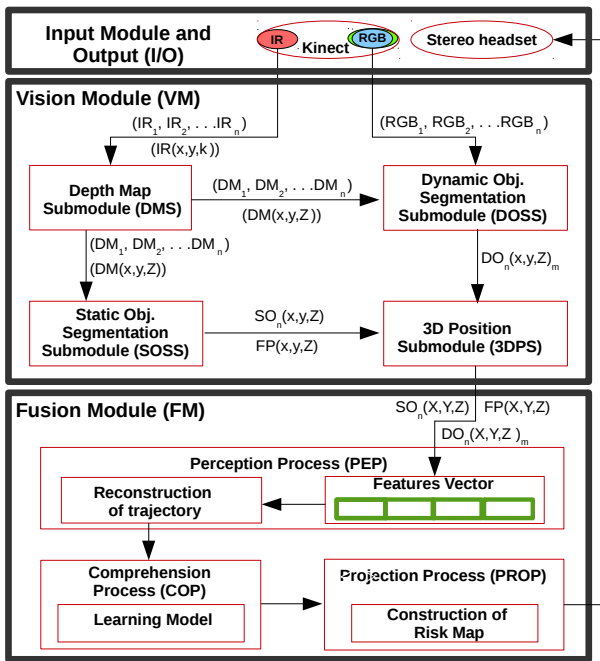 Input Module and
Output (I/O)
IR
Kinect
RGB
Stereo headset
Vision Module (VM)
(IR₁, IR₂, . . .IRₙ)
(IR(x,y,k))
(RGB₁, RGB₂, . . .RGBₙ)
Depth Map
Submodule (DMS)
(DM₁, DM₂, . . .DMₙ)
(DM(x,y,Z))
Dynamic Obj.
Segmentation
Submodule (DOSS)
(DM₁, DM₂, . . .DMₙ)
(DM(x,y,Z))
DOₙ(x,y,Z)ₘ
Static Obj.
Segmentation
Submodule (SOSS)
SOₙ(x,y,Z)
FP(x,y,Z)
3D Position
Submodule (3DPS)
Fusion Module (FM)
SOₙ(X,Y,Z) FP(X,Y,Z)
DOₙ(X,Y,Z )ₘ
Perception Process (PEP)
Reconstruction
of trajectory
Features Vector
Comprehension
Process (COP)
Learning Model
Projection Process (PROP)
Construction of
Risk Map